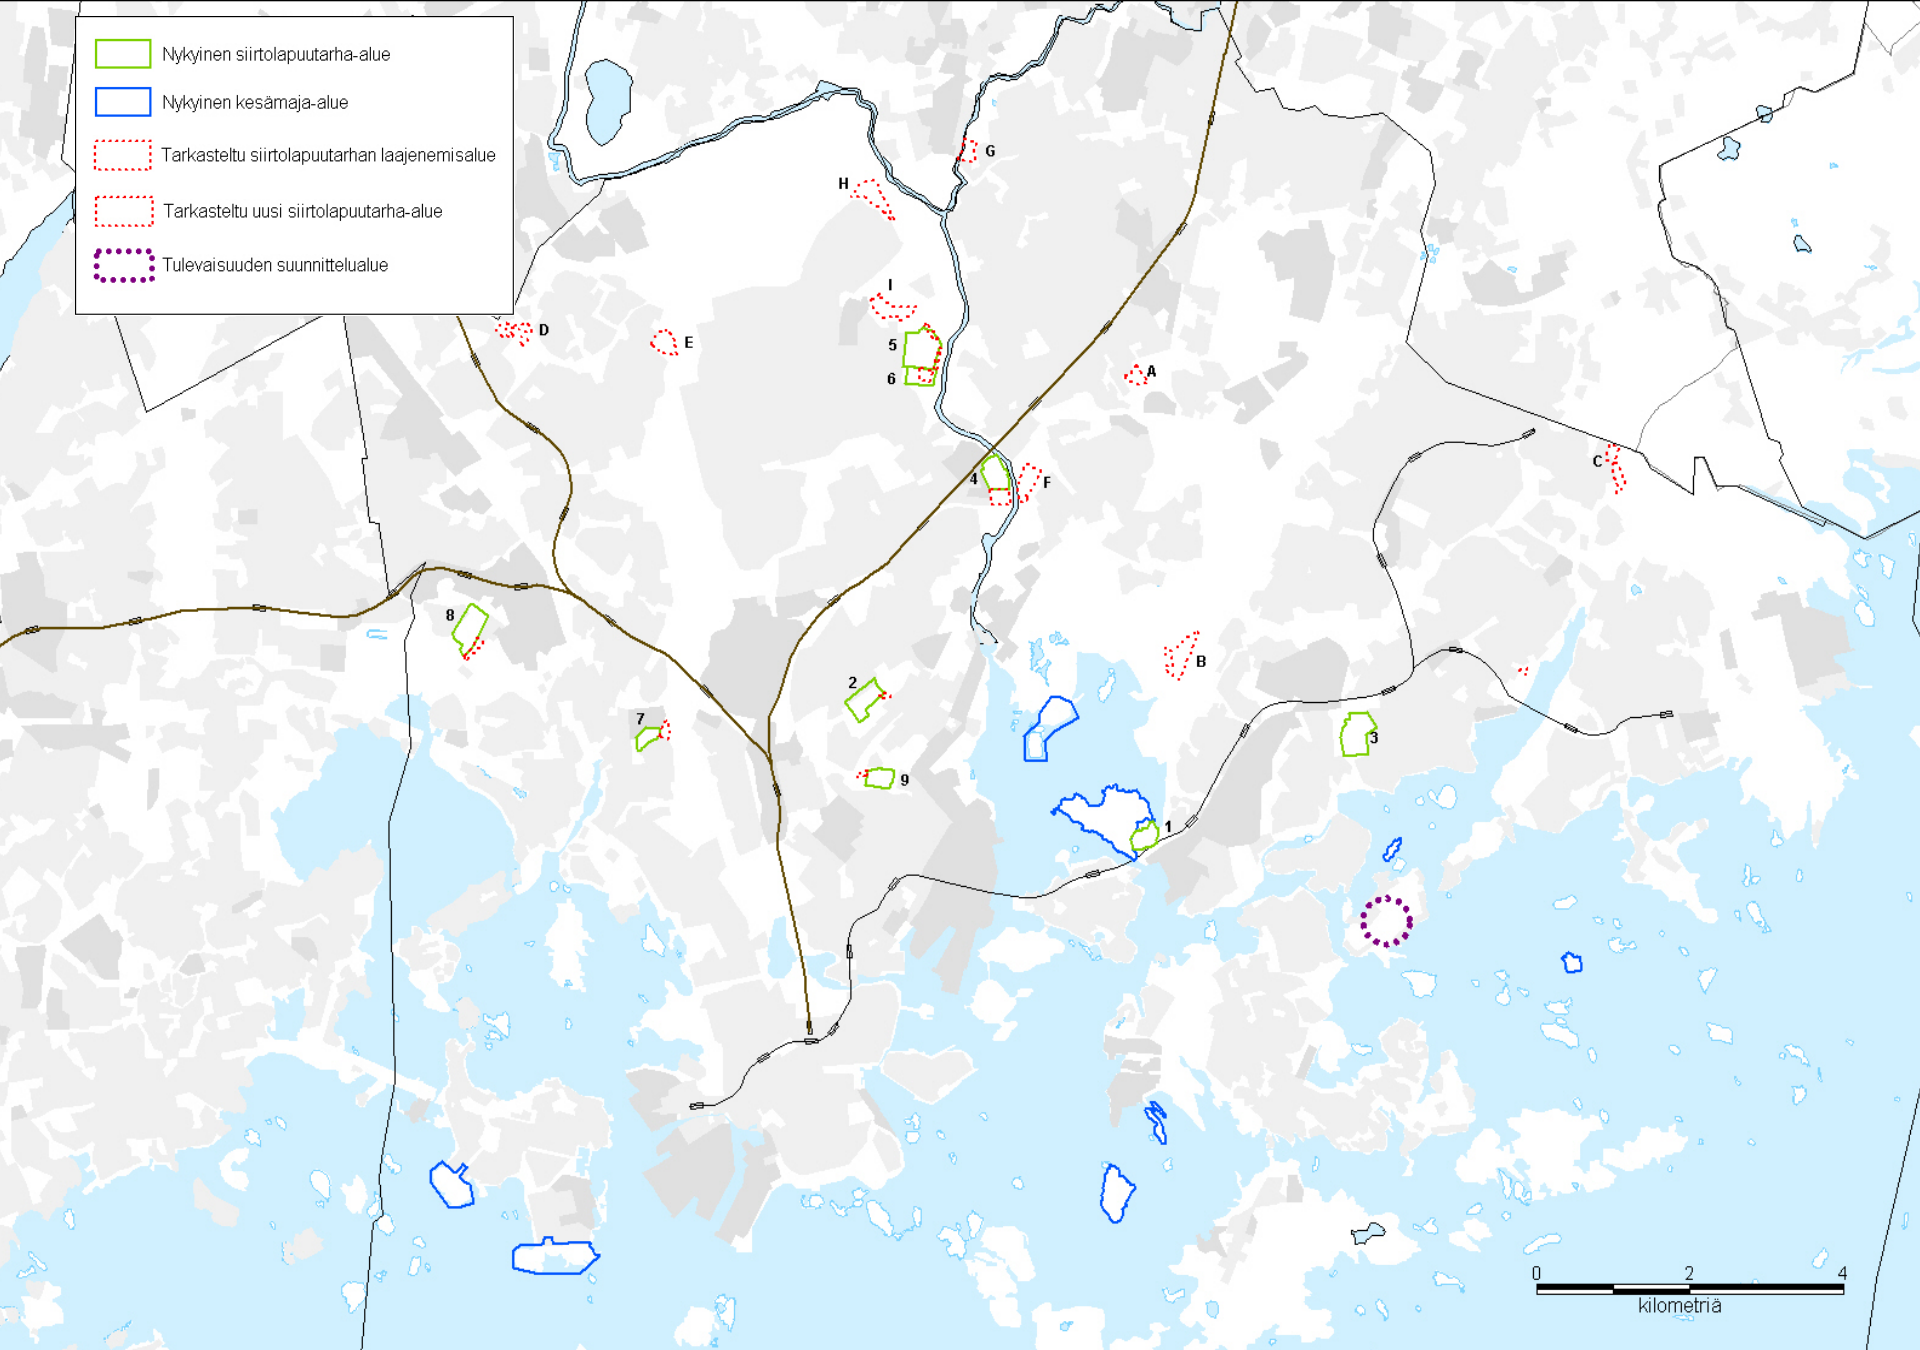 Nykyinen siirtolapuutarha-alue
Nykyinen kesämaja-alue
Tarkasteltu siirtolapuutarhan laajenemisalue
Tarkasteltu uusi siirtolapuutarha-alue
Tulevaisuuden suunnittelualue
G
H
I
D
E
5
6
A
4
F
C
8
B
2
7
3
9
1
0 2 4
kilometriä